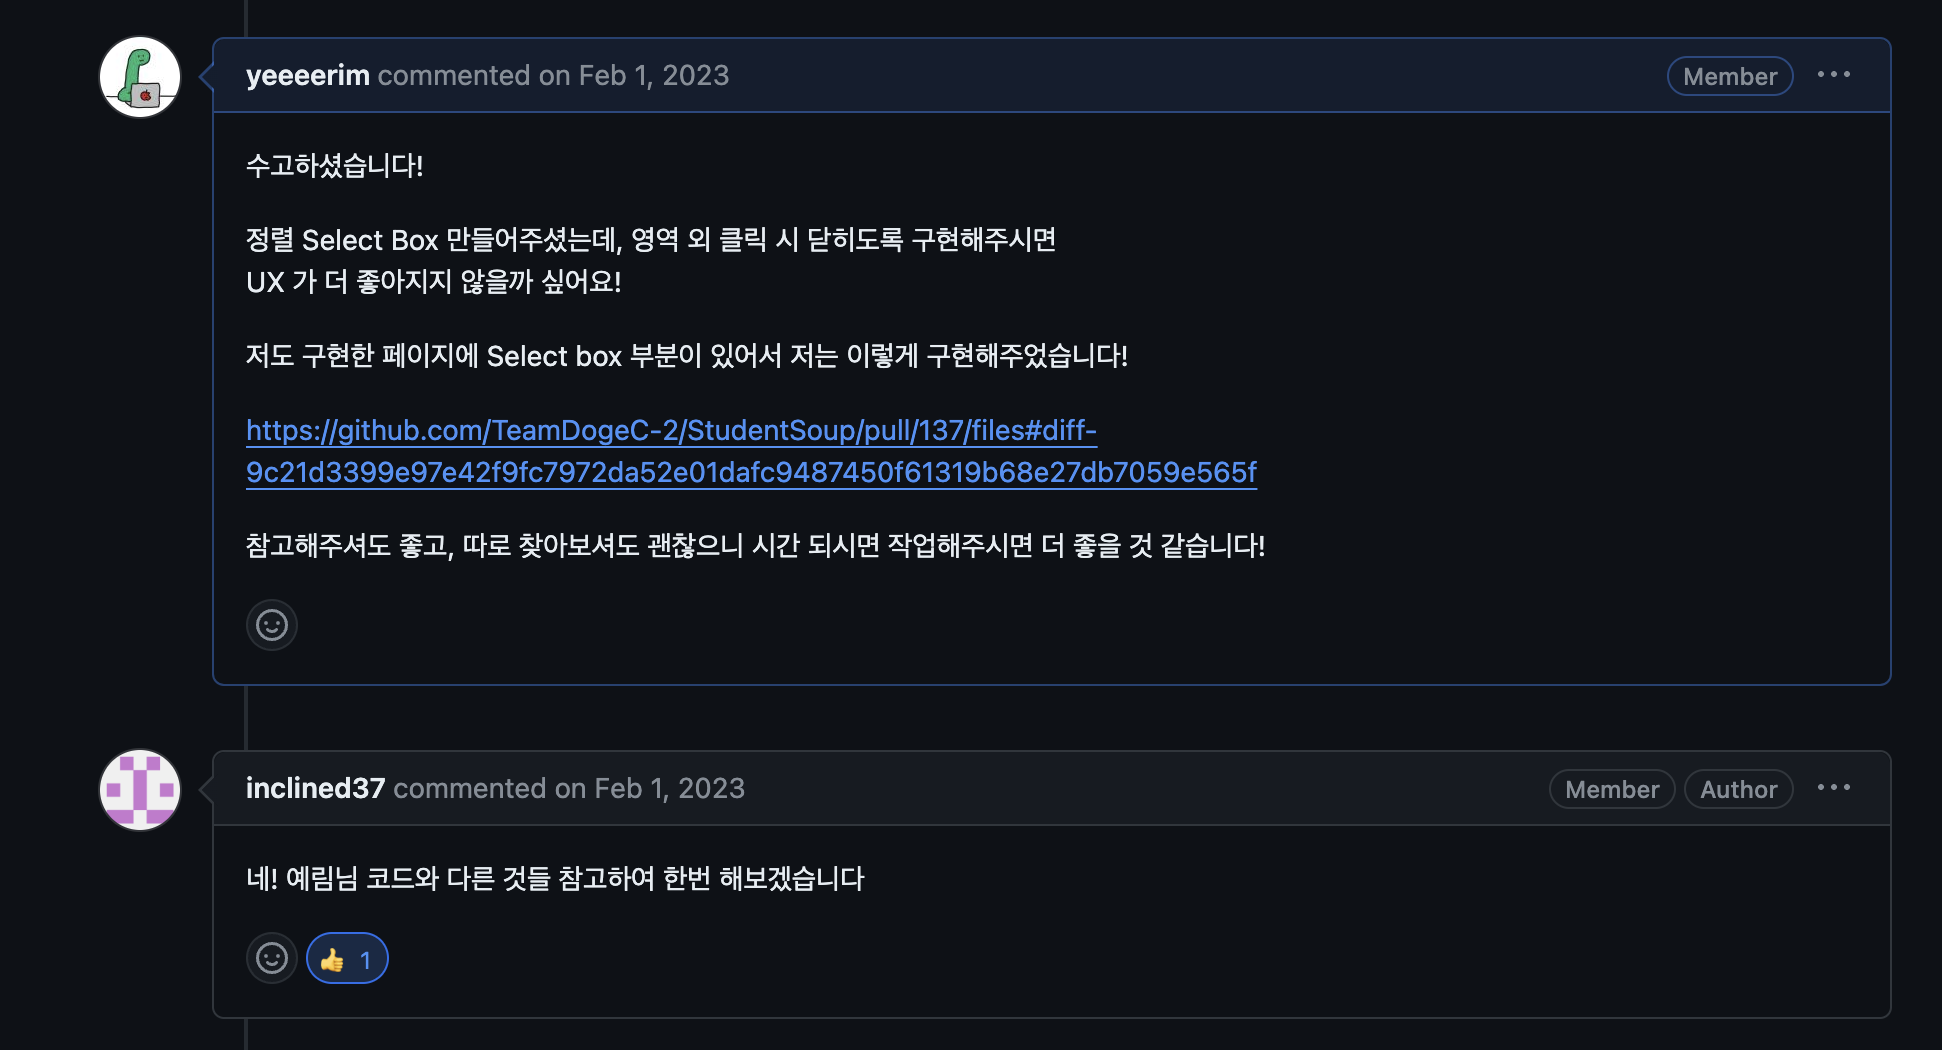 yeeeerim commented on Feb 1, 2023 Member
수고하셨습니다!
정렬 Select Box 만들어주셨는데, 영역 외 클릭 시 닫히도록 구현해주시면
UX 가 더 좋아지지 않을까 싶어요!
저도 구현한 페이지에 Select box 부분이 있어서 저는 이렇게 구현해주었습니다!
https://github.com/TeamDogeC-2/StudentSoup/pull/137/files#diff-
9c21d3399e97e42f9fc7972da52e01dafc9487450f61319b68e27db7059e565f
참고해주셔도 좋고, 따로 찾아보셔도 괜찮으니 시간 되시면 작업해주시면 더 좋을 것 같습니다!
inclined37 commented on Feb 1, 2023 Member Author
네! 예림님 코드와 다른 것들 참고하여 한번 해보겠습니다
👍 1